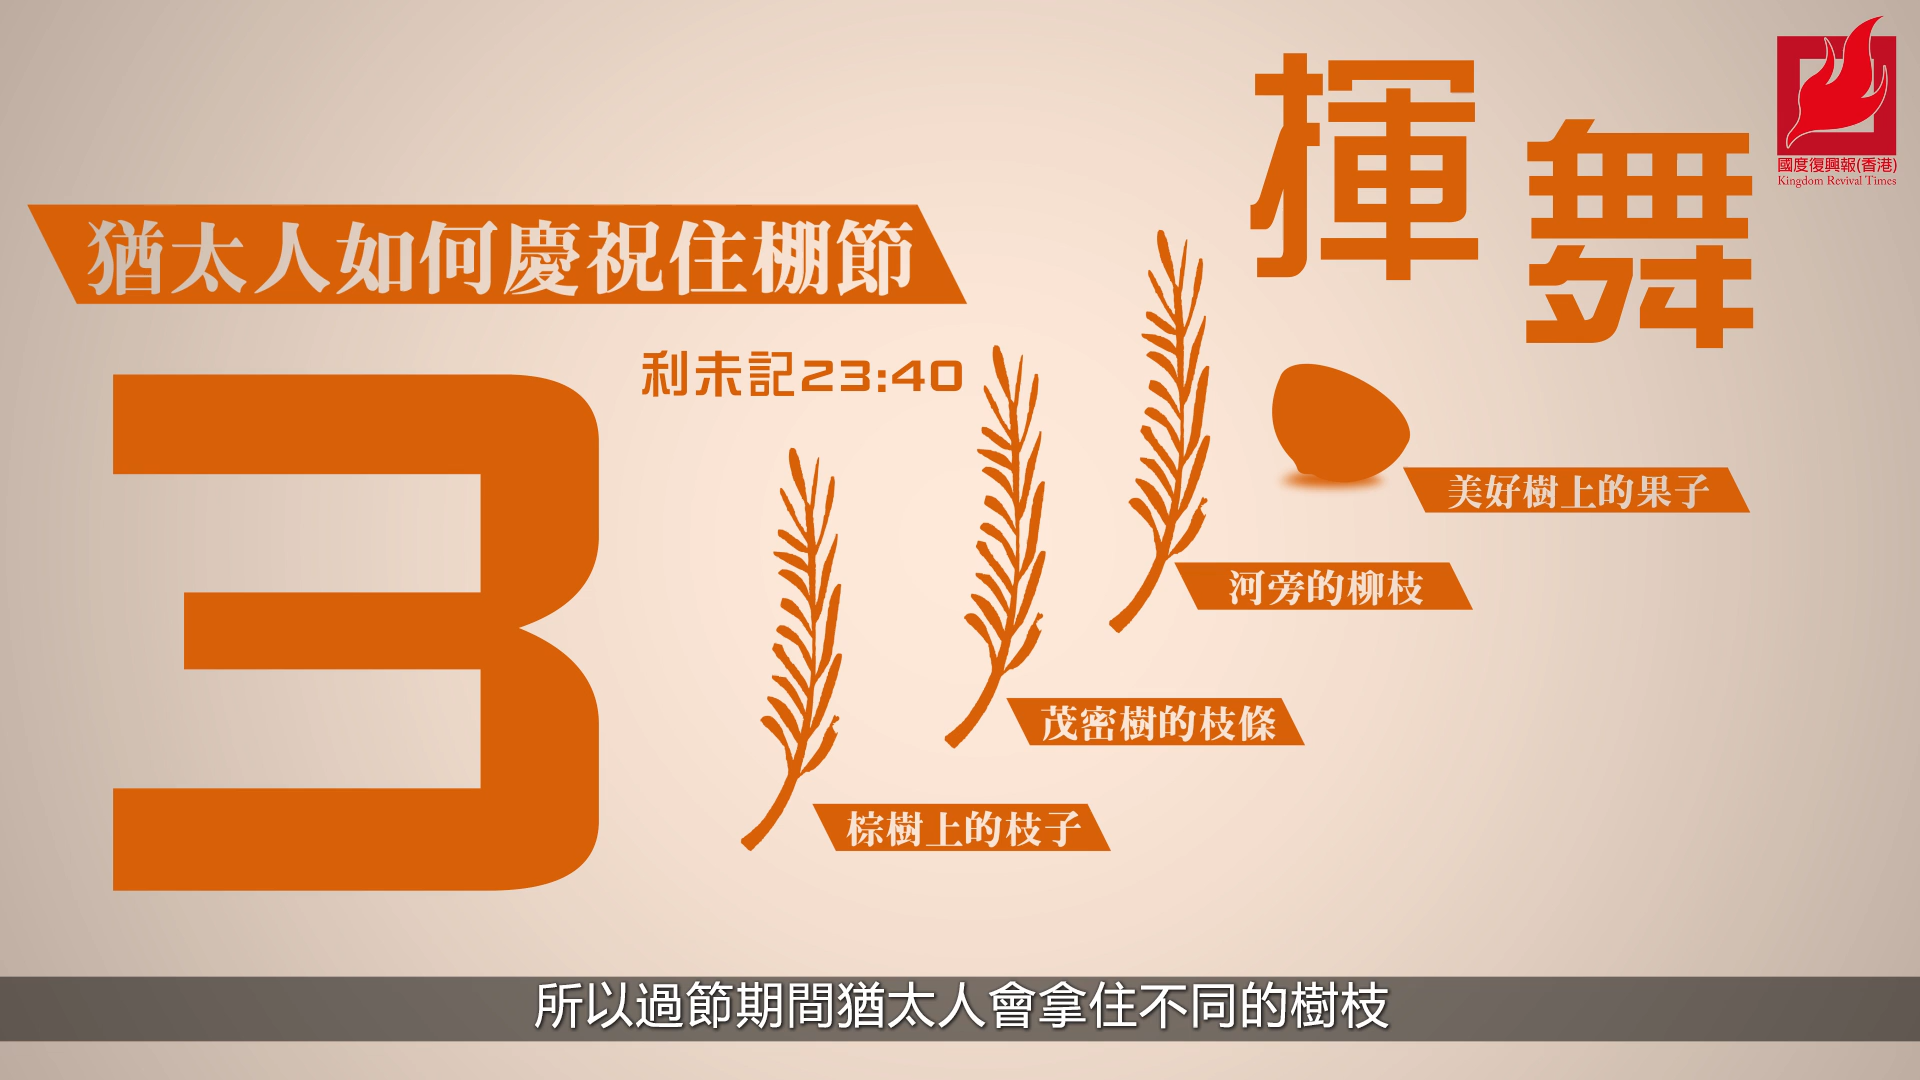 揮舞
國度復興報(香港)
Kingdom Revival Times
猶太人如何慶祝住棚節
利未記23:40
3
美好樹上的果子
河旁的柳枝
茂密樹的枝條
棕樹上的枝子
所以過節期間猶太人會拿住不同的樹枝